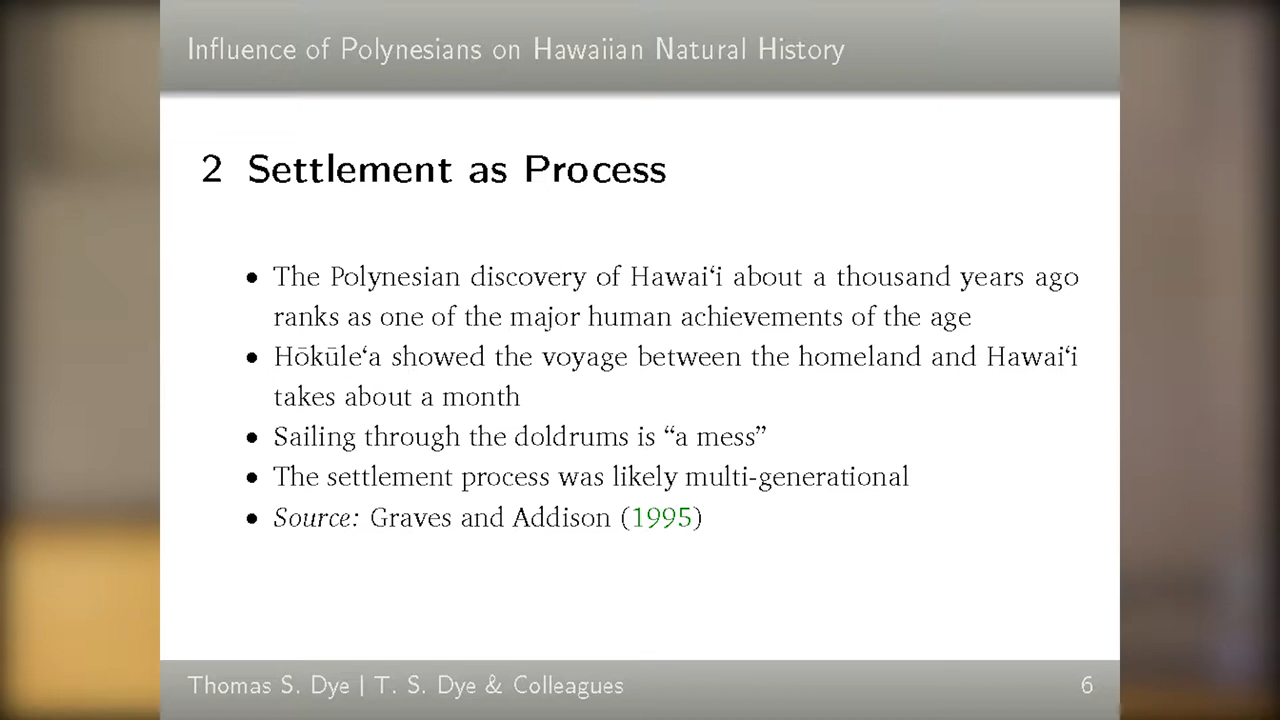 Influence of Polynesians on Hawaiian Natural History
2 Settlement as Process
• The Polynesian discovery of Hawai‘i about a thousand years ago
ranks as one of the major human achievements of the age
• Hōkūle‘a showed the voyage between the homeland and Hawai‘i
takes about a month
• Sailing through the doldrums is “a mess”
• The settlement process was likely multi-generational
• Source: Graves and Addison (1995)
Thomas S. Dye | T. S. Dye & Colleagues 6